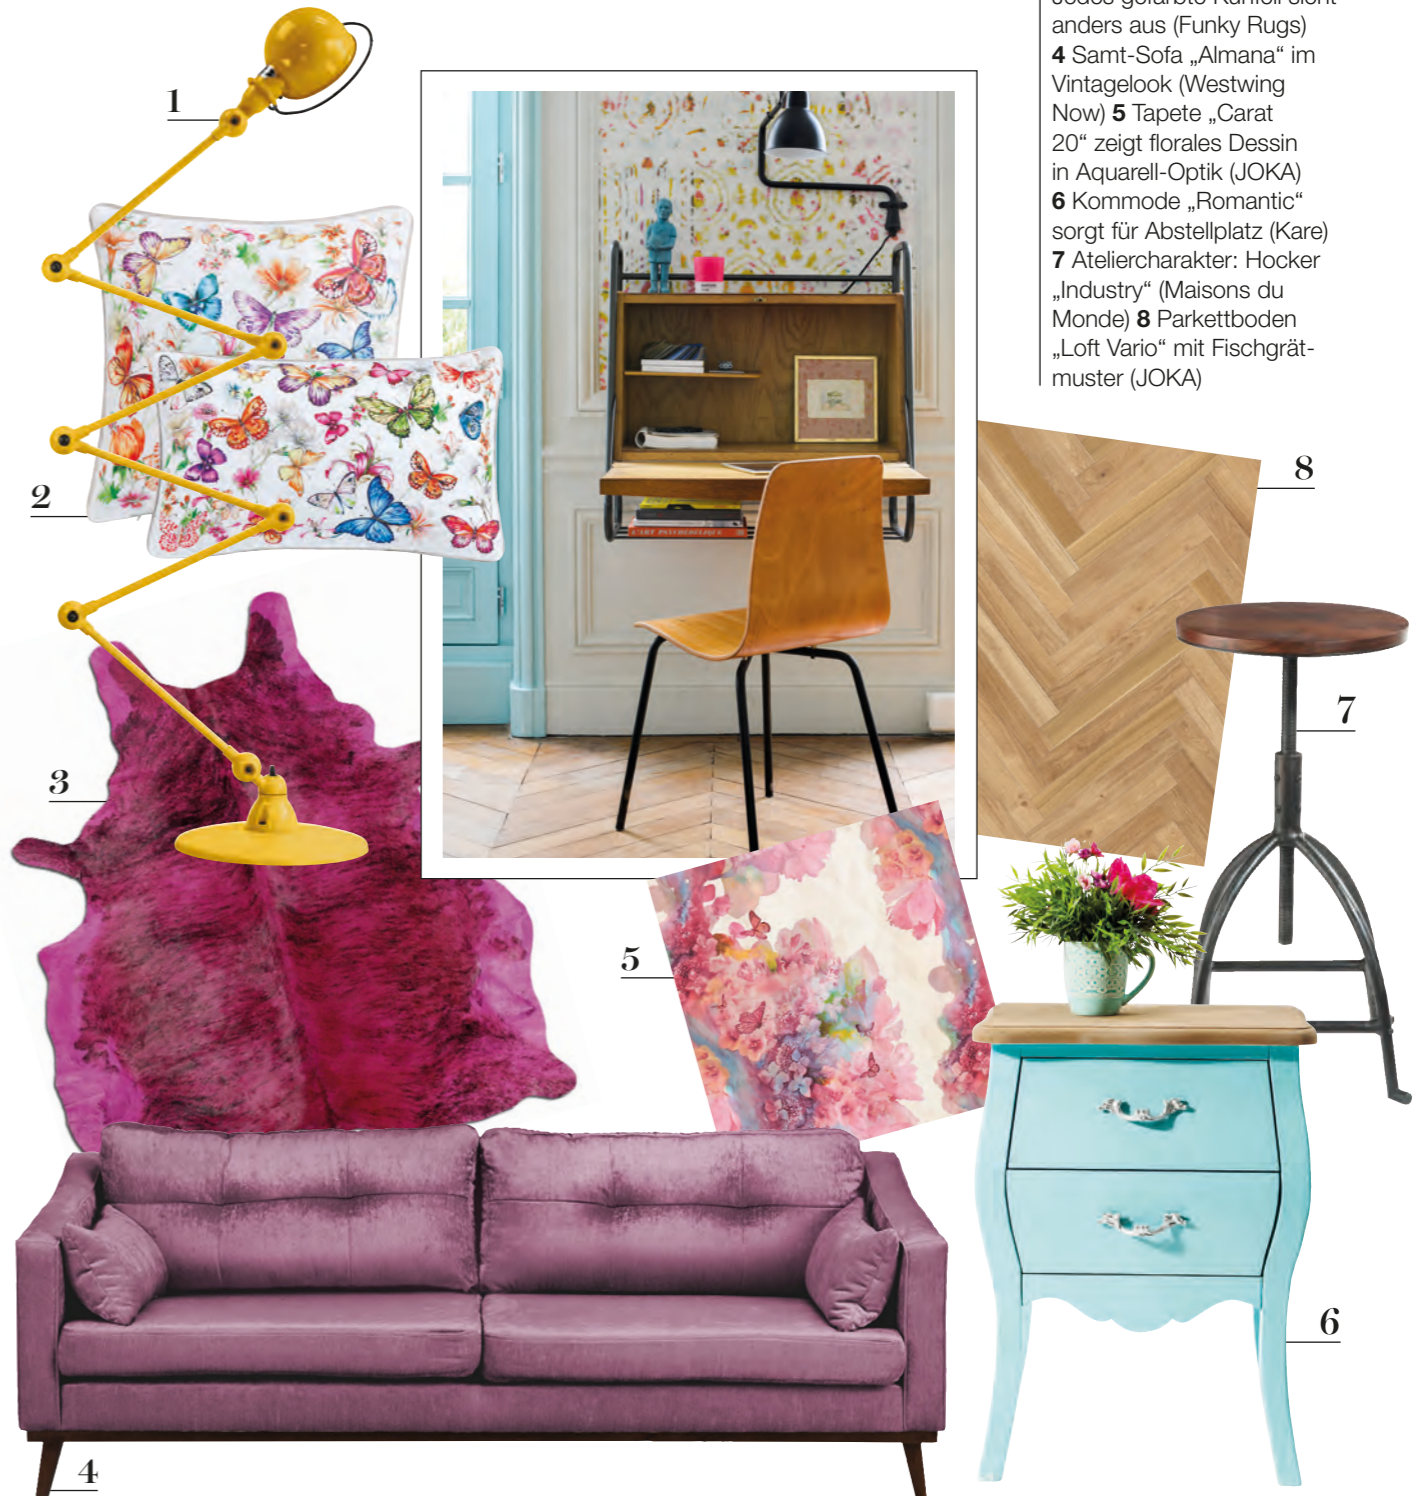 anders aus (Funky Rugs)
4 Samt-Sofa „Almana“ im
Vintagelook (Westwing
Now) 5 Tapete „Carat
20“ zeigt florales Dessin
in Aquarell-Optik (JOKA)
6 Kommode „Romantic“
sorgt für Abstellplatz (Kare)
7 Ateliercharakter: Hocker
„Industry“ (Maisons du
Monde) 8 Parkettboden
„Loft Vario“ mit Fischgrät-
muster (JOKA)
1
2
3
4
5
6
7
8
L'ART PSYCHEDELIQUE